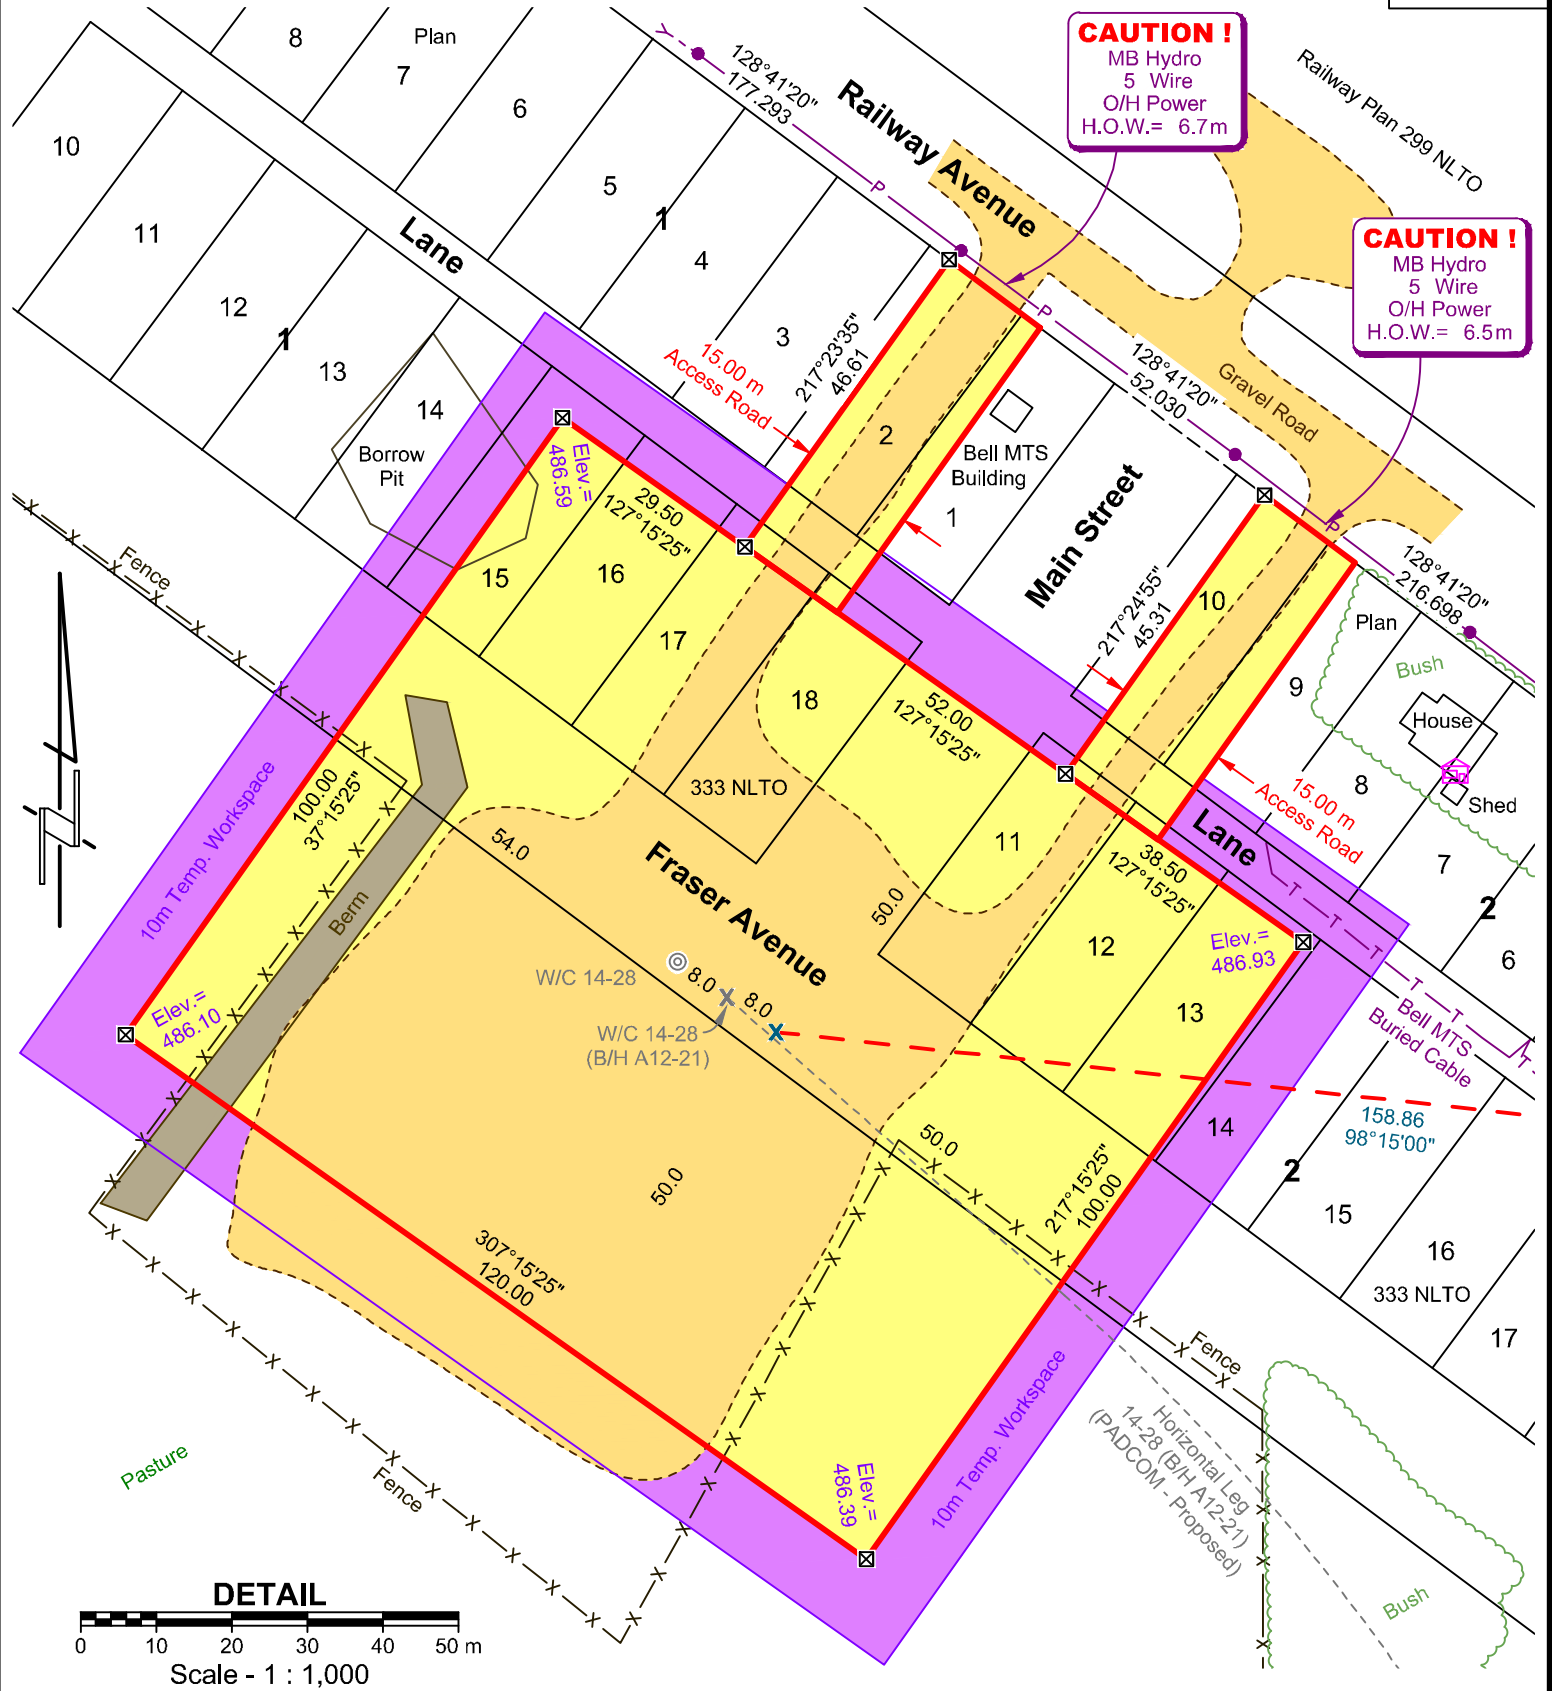 CAUTION !
MB Hydro
5 Wire
O/H Power
H.O.W.= 6.7m
Railway Plan 299 NLTO
CAUTION !
MB Hydro
5 Wire
O/H Power
H.O.W.= 6.5m
8
Plan
7
6
5
1
4
3
128°41'20"
177.293
Railway Avenue
P
10
11
12
1
13
14
Lane
Borrow
Pit
15.00 m
Access Road
217°23'35"
46.61
2
P
Bell MTS
Building
1
128°41'20"
52.030
Gravel Road
Main Street
P
128°41'20"
216.698
Elev.=
486.59
29.50
127°15'25"
15
16
17
18
333 NLTO
Fence
217°24'55"
45.31
10
9
Plan
Bush
House
Shed
8
7
2
6
15.00 m
Access Road
Lane
52.00
127°15'25"
38.50
127°15'25"
11
50.0
12
13
Elev.=
486.93
T
T
T
T
T
T
Bell MTS
Buried Cable
100.00
37°15'25"
10m Temp. Workspace
54.0
Berm
Fraser Avenue
W/C 14-28
8.0
8.0
W/C 14-28
(B/H A12-21)
Elev.=
486.10
158.86
98°15'00"
14
2
15
16
333 NLTO
17
50.0
50.0
217°15'25"
100.00
307°15'25"
120.00
Fence
Elev.=
486.39
10m Temp. Workspace
Horizontal Leg
14-28 (B/H A12-21)
(PADCOM - Proposed)
Bush
Pasture
Fence
DETAIL
0 10 20 30 40 50 m
Scale - 1 : 1,000